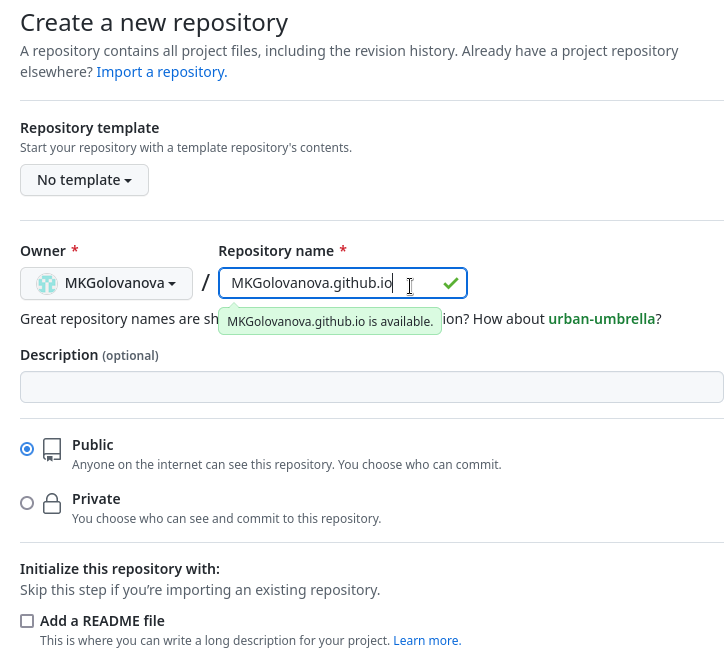 Create a new repository
A repository contains all project files, including the revision history. Already have a project repository
elsewhere? Import a repository.
Repository template
Start your repository with a template repository's contents.
No template
Owner *
Repository name *
MKGolovanova
/
MKGolovanova.github.io
Great repository names are sh
ion? How about urban-umbrella?
MKGolovanova.github.io is available.
Description (optional)
Public
Anyone on the internet can see this repository. You choose who can commit.
Private
You choose who can see and commit to this repository.
Initialize this repository with:
Skip this step if you’re importing an existing repository.
Add a README file
This is where you can write a long description for your project. Learn more.